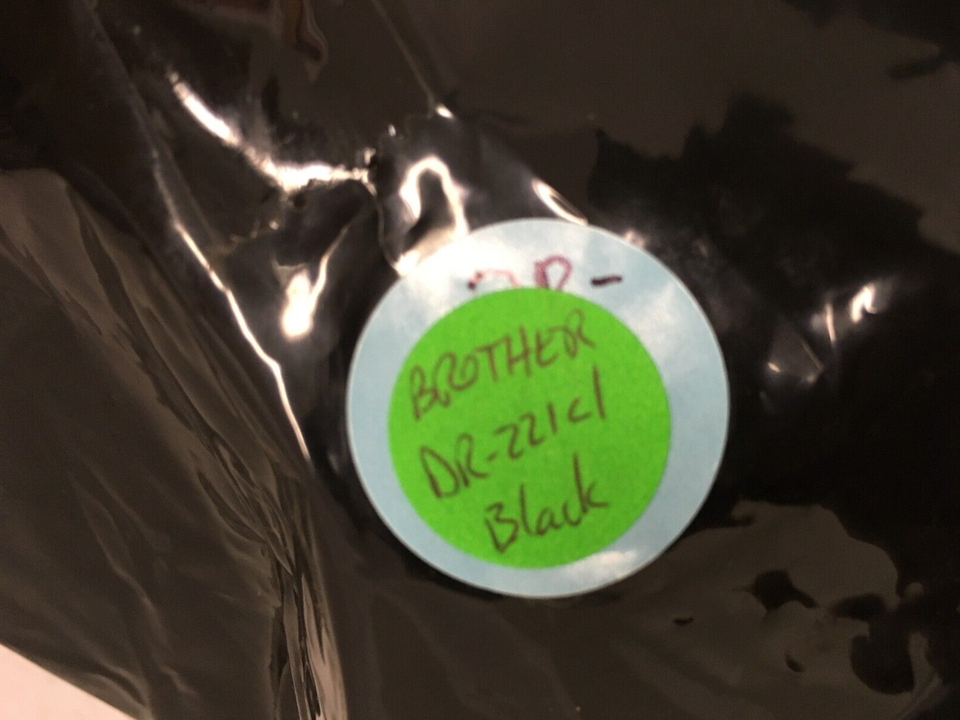 BROTHER
DR-221cl
Black